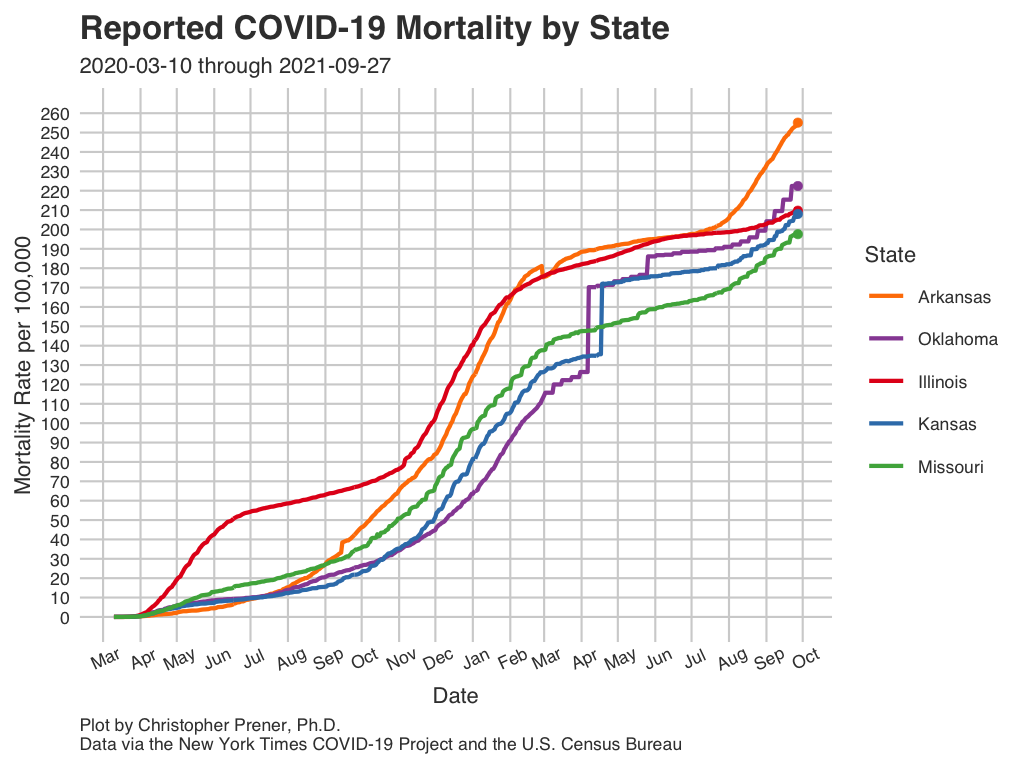 Reported COVID-19 Mortality by State
2020-03-10 through 2021-09-27
Mortality Rate per 100,000
260
250
240
230
220
210
200
190
180
170
160
150
140
130
120
110
100
90
80
70
60
50
40
30
20
10
0
Mar Apr May Jun Jul Aug Sep Oct Nov Dec Jan Feb Mar Apr May Jun Jul Aug Sep Oct
Date
State
Arkansas
Oklahoma
Illinois
Kansas
Missouri
Plot by Christopher Prener, Ph.D.
Data via the New York Times COVID-19 Project and the U.S. Census Bureau